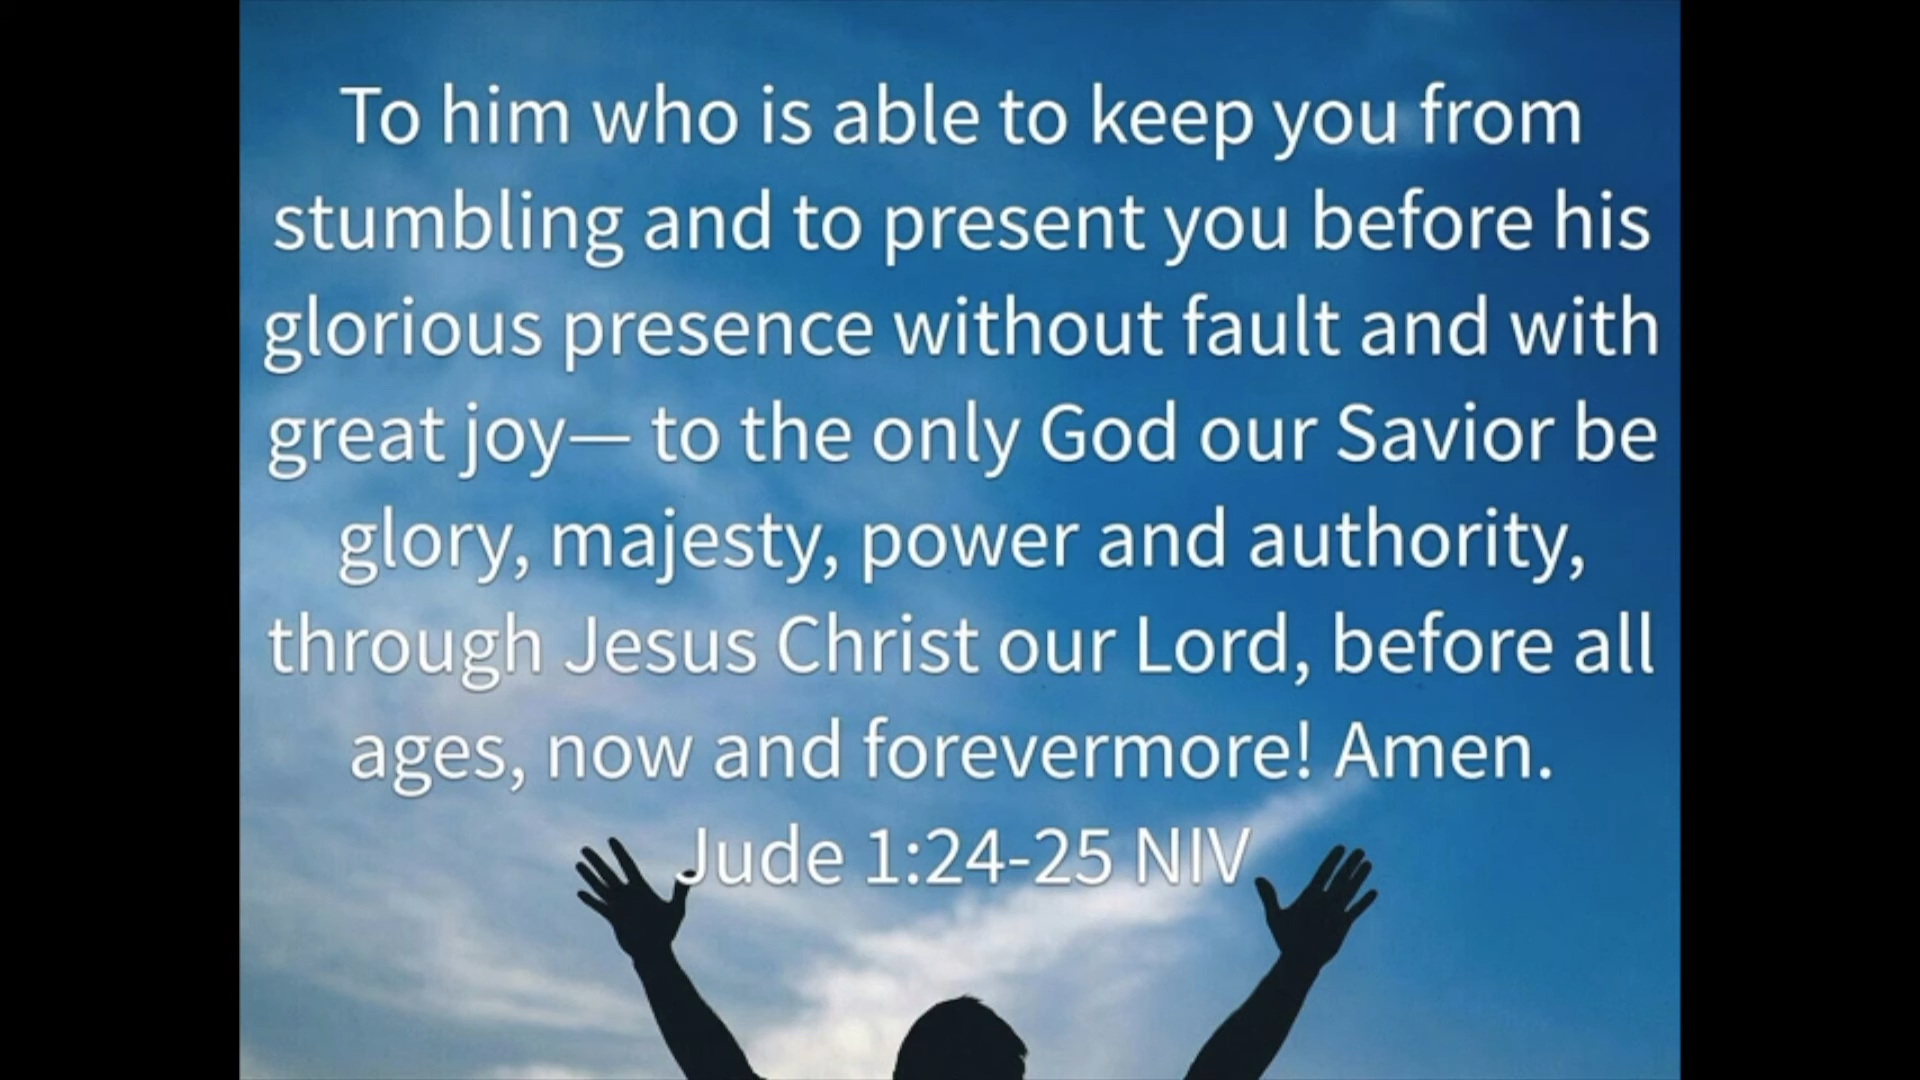 To him who is able to keep you from
stumbling and to present you before his
glorious presence without fault and with
great joy— to the only God our Savior be
glory, majesty, power and authority,
through Jesus Christ our Lord, before all
ages, now and forevermore! Amen.
Jude 1:24-25 NIV